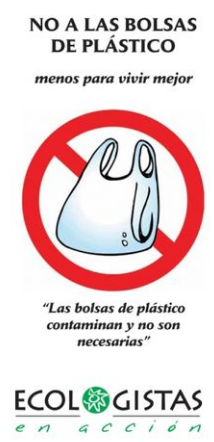 NO A LAS BOLSAS
DE PLÁSTICO
menos para vivir mejor
“Las bolsas de plástico
contaminan y no son
necesarias”
ECOLOGISTAS
en acción